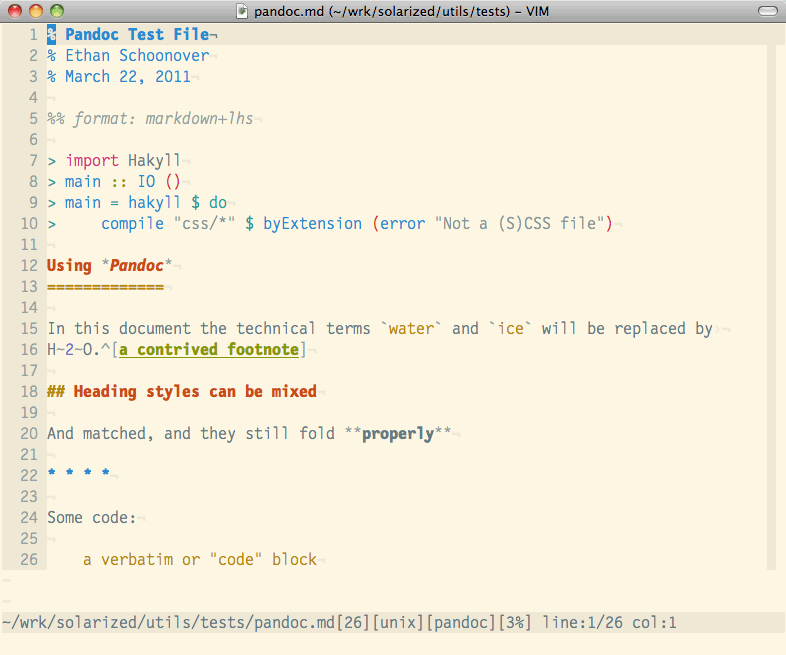 pandoc.md (~/wrk/solarized/utils/tests) – VIM
1 % Pandoc Test File¬
2 % Ethan Schoonover¬
3 % March 22, 2011¬
4 ¬
5 %% format: markdown+lhs¬
6 ¬
7 > import Hakyll¬
8 > main :: IO ()¬
9 > main = hakyll $ do¬
10 >     compile "css/*" $ byExtension (error "Not a (S)CSS file")¬
11 ¬
12 Using *Pandoc*¬
13 =============¬
14 ¬
15 In this document the technical terms `water` and `ice` will be replaced by ¬
16 H~2~O.^[a contrived footnote]¬
17 ¬
18 ## Heading styles can be mixed¬
19 ¬
20 And matched, and they still fold **properly**¬
21 ¬
22 * * * *¬
23 ¬
24 Some code:¬
25 ¬
26     a verbatim or "code" block¬
~/wrk/solarized/utils/tests/pandoc.md[26][unix][pandoc][3%] line:1/26 col:1